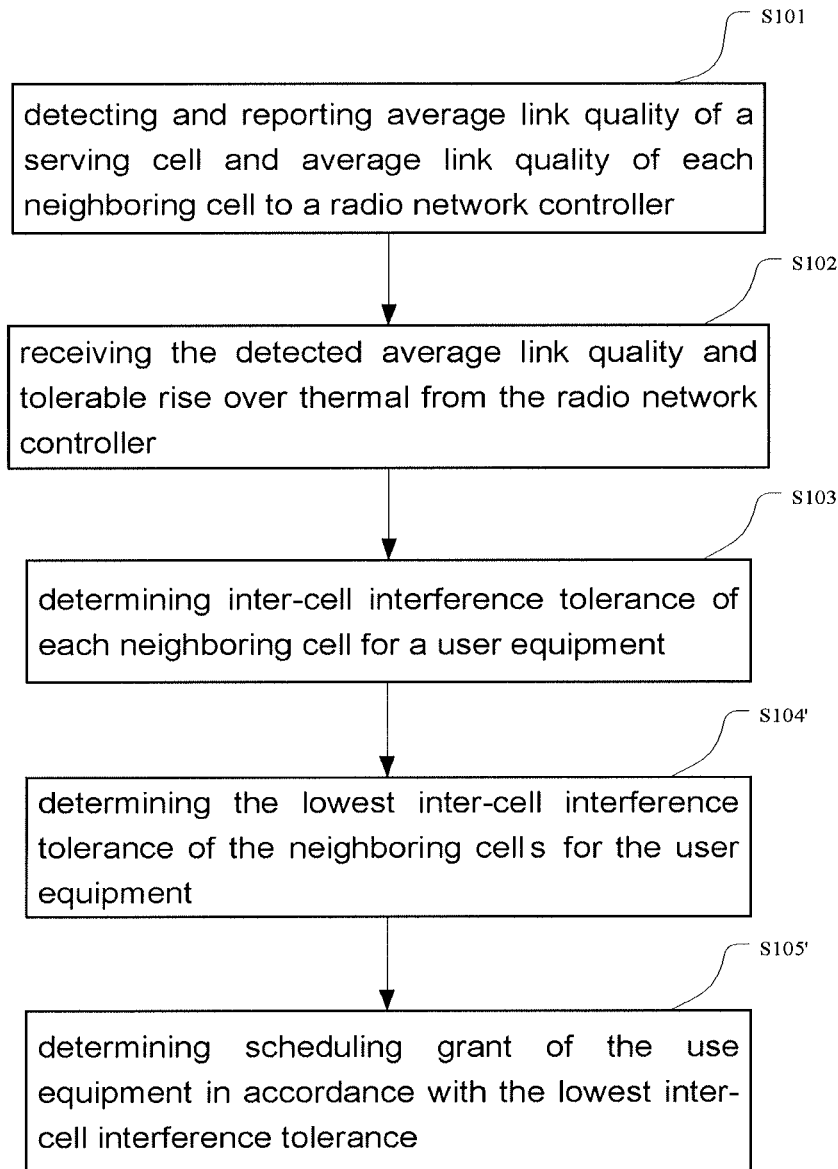 S101
detecting and reporting average link quality of a
serving cell and average link quality of each
neighboring cell to a radio network controller
S102
receiving the detected average link quality and
tolerable rise over thermal from the radio network
controller
S103
determining inter-cell interference tolerance of
each neighboring cell for a user equipment
S104'
determining the lowest inter-cell interference
tolerance of the neighboring cells for the user
equipment
S105'
determining scheduling grant of the use
equipment in accordance with the lowest inter-
cell interference tolerance